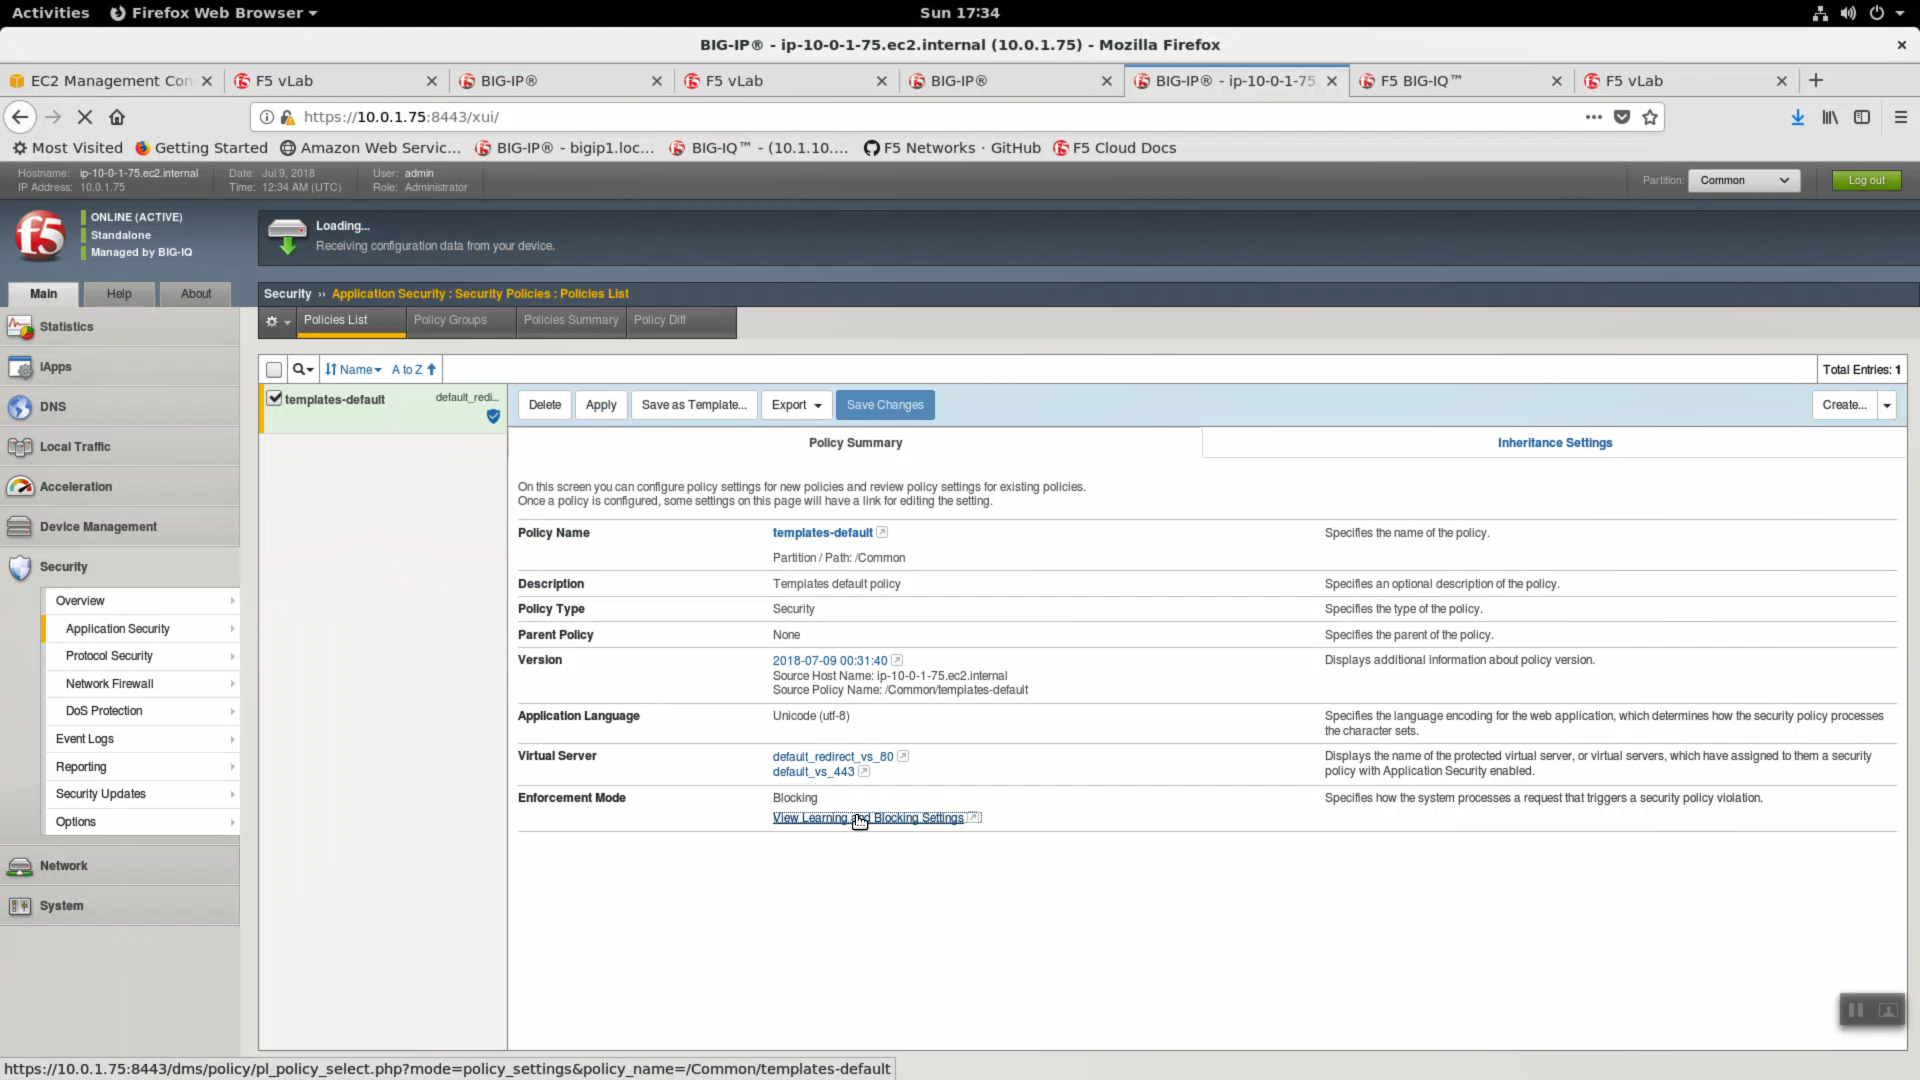 Activities Firefox Web Browser Sun 17:34
BIG-IP® - ip-10-0-1-75.ec2.internal (10.0.1.75) - Mozilla Firefox
EC2 Management Con F5 vLab BIG-IP® F5 vLab BIG-IP® BIG-IP® - ip-10-0-1-75 F5 BIG-IQ™ F5 vLab
https://10.0.1.75:8443/xui/
Most Visited Getting Started Amazon Web Servic... BIG-IP® - bigip1.loc... BIG-IQ™ - (10.1.10.... F5 Networks · GitHub F5 Cloud Docs
Hostname: ip-10-0-1-75.ec2.internal Date: Jul 9, 2018 User: admin
IP Address: 10.0.1.75 Time: 12:34 AM (UTC) Role: Administrator
Partition: Common Log out
f5
ONLINE (ACTIVE)
Standalone
Managed by BIG-IQ
Loading...
Receiving configuration data from your device.
Main Help About
Security ›› Application Security : Security Policies : Policies List
Policies List Policy Groups Policies Summary Policy Diff
Statistics
iApps
DNS
Local Traffic
Acceleration
Device Management
Security
Overview
Application Security
Protocol Security
Network Firewall
DoS Protection
Event Logs
Reporting
Security Updates
Options
Network
System
Name A to Z Total Entries: 1
templates-default default_redi...
Delete Apply Save as Template... Export Save Changes Create...
Policy Summary Inheritance Settings
On this screen you can configure policy settings for new policies and review policy settings for existing policies.
Once a policy is configured, some settings on this page will have a link for editing the setting.
Policy Name templates-default Specifies the name of the policy.
Partition / Path: /Common
Description Templates default policy Specifies an optional description of the policy.
Policy Type Security Specifies the type of the policy.
Parent Policy None Specifies the parent of the policy.
Version 2018-07-09 00:31:40 Displays additional information about policy version.
Source Host Name: ip-10-0-1-75.ec2.internal
Source Policy Name: /Common/templates-default
Application Language Unicode (utf-8) Specifies the language encoding for the web application, which determines how the security policy processes
the character sets.
Virtual Server default_redirect_vs_80 Displays the name of the protected virtual server, or virtual servers, which have assigned to them a security
default_vs_443 policy with Application Security enabled.
Enforcement Mode Blocking Specifies how the system processes a request that triggers a security policy violation.
View Learning and Blocking Settings
https://10.0.1.75:8443/dms/policy/pl_policy_select.php?mode=policy_settings&policy_name=/Common/templates-default